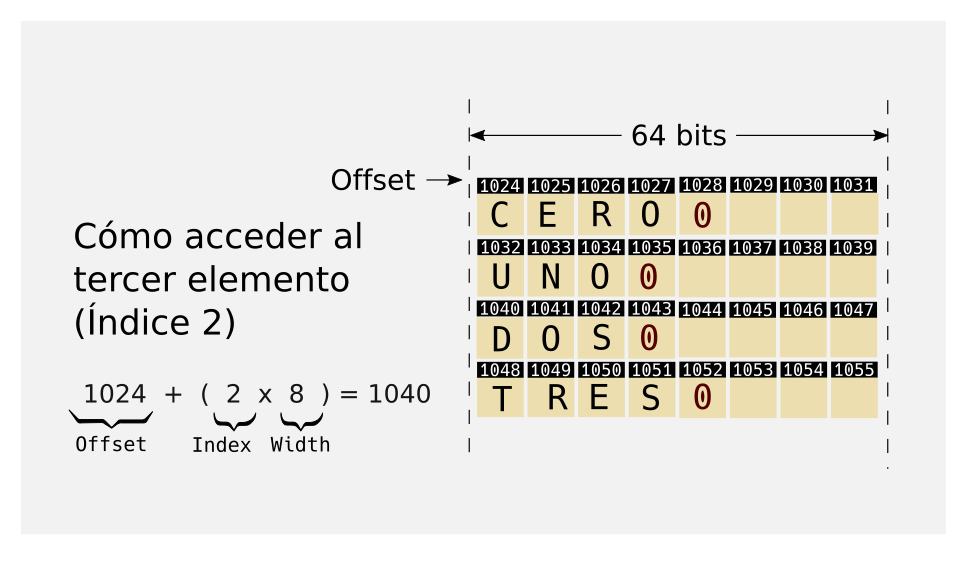 64 bits
Offset
1024 1025 1026 1027 1028 1029 1030 1031
C E R O 0
Cómo acceder al
tercer elemento
(Índice 2)
1032 1033 1034 1035 1036 1037 1038 1039
U N O 0
1040 1041 1042 1043 1044 1045 1046 1047
D O S 0
1048 1049 1050 1051 1052 1053 1054 1055
T R E S 0
1024 + ( 2 x 8 ) = 1040
Offset Index Width